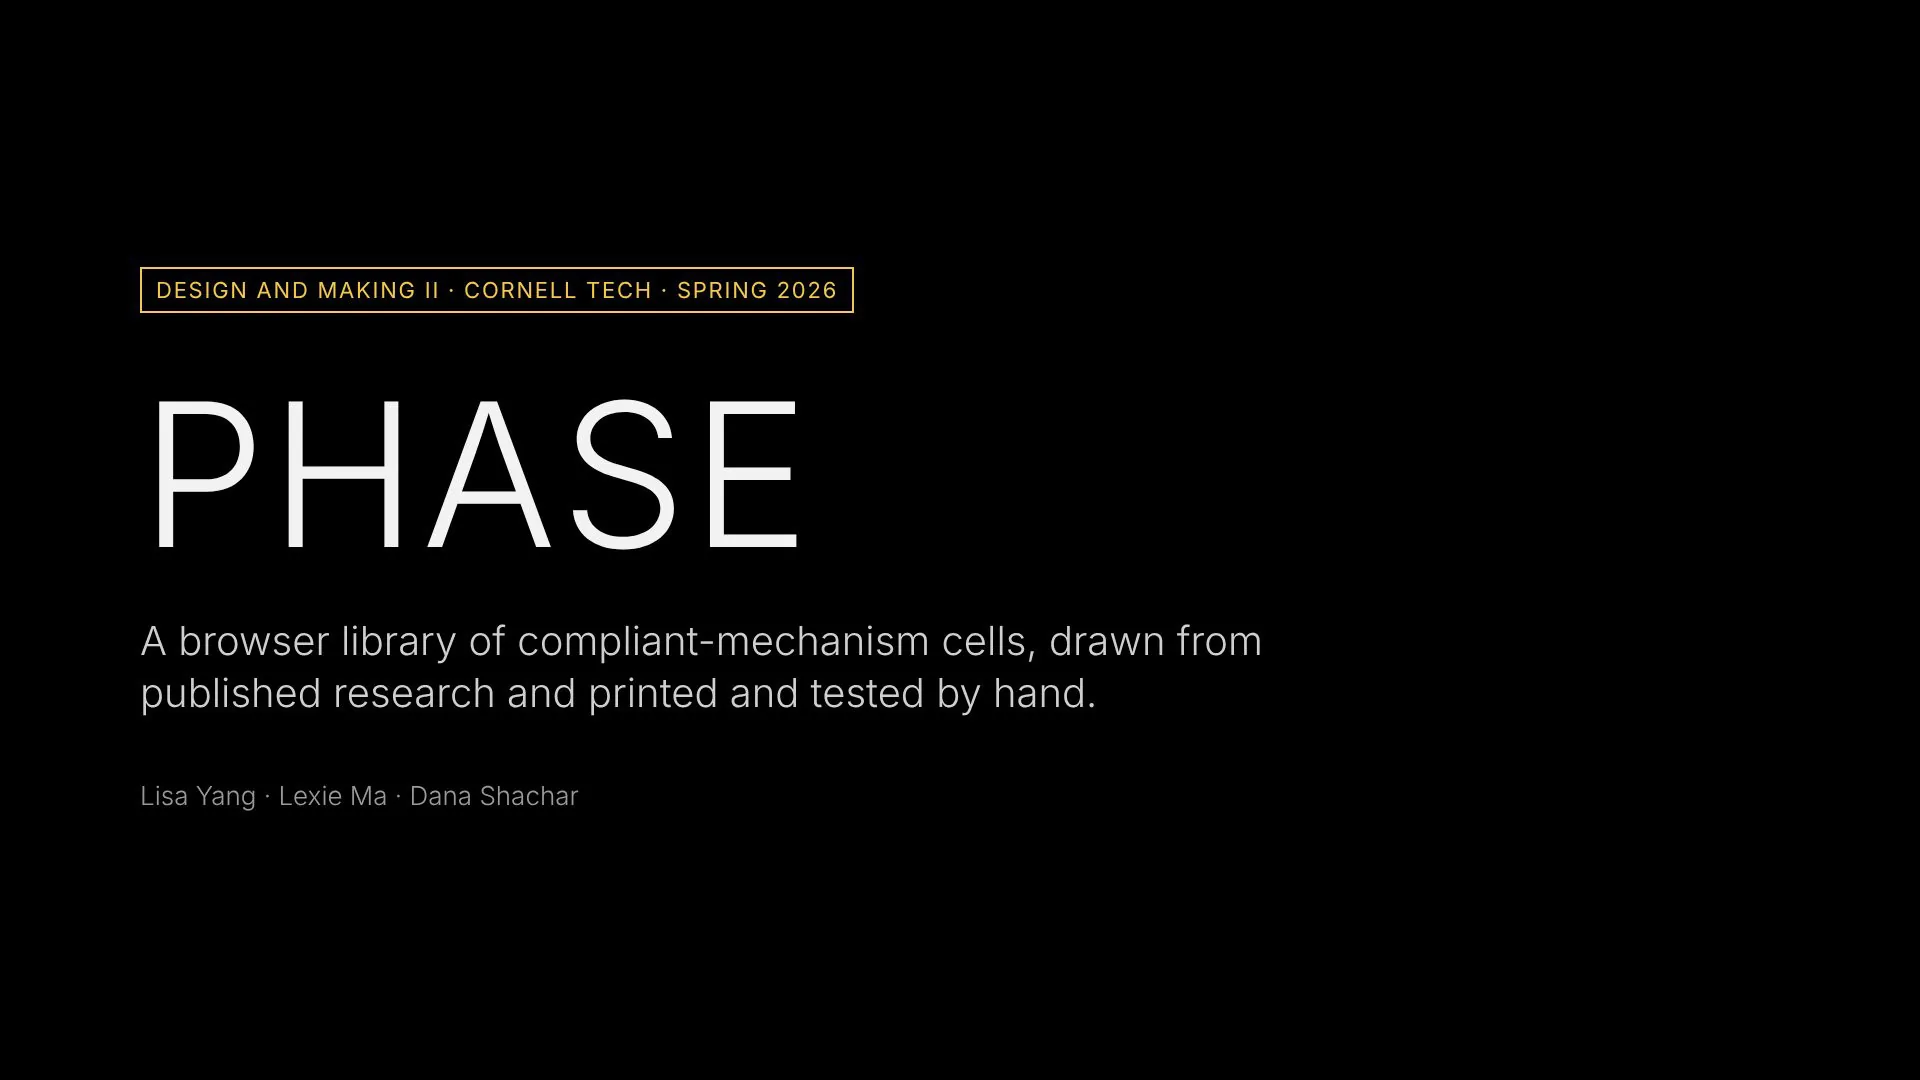 DESIGN AND MAKING II · CORNELL TECH · SPRING 2026
PHASE
A browser library of compliant-mechanism cells, drawn from
published research and printed and tested by hand.
Lisa Yang · Lexie Ma · Dana Shachar